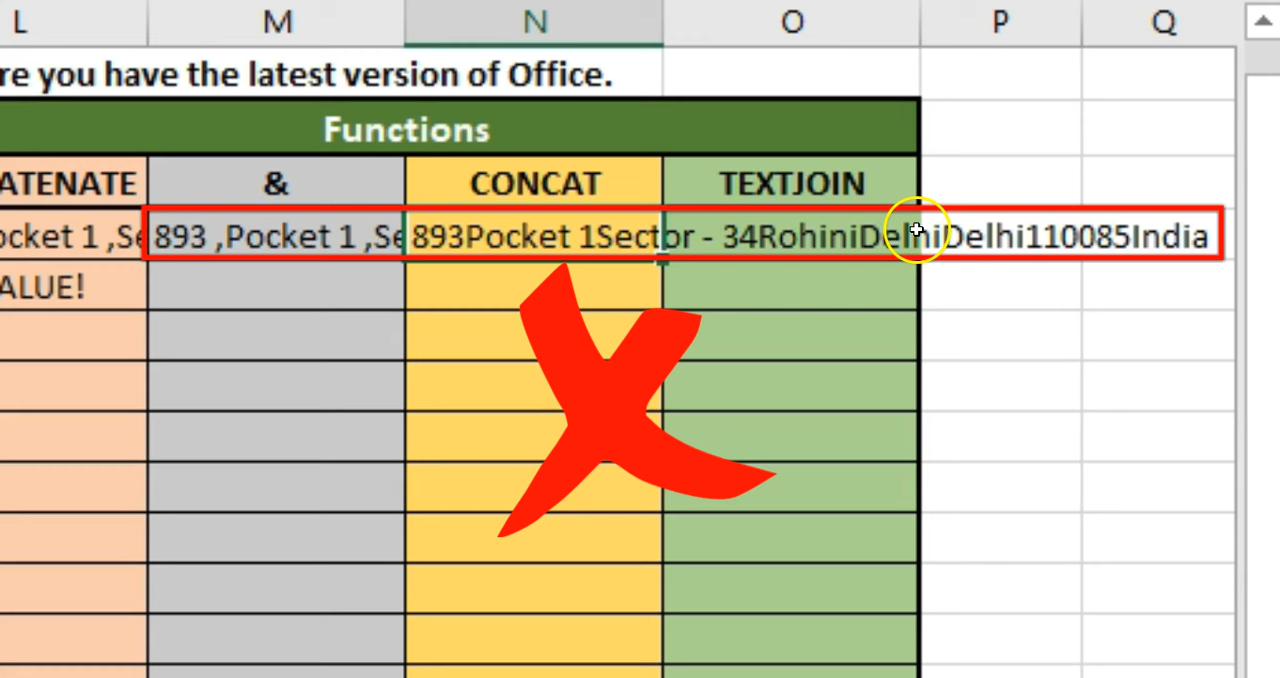 L M N O P Q
re you have the latest version of Office.
Functions
ATENATE & CONCAT TEXTJOIN
ocket 1 ,Se 893 ,Pocket 1 ,Se 893Pocket 1Sector - 34RohiniDelhiDelhi110085India
ALUE!